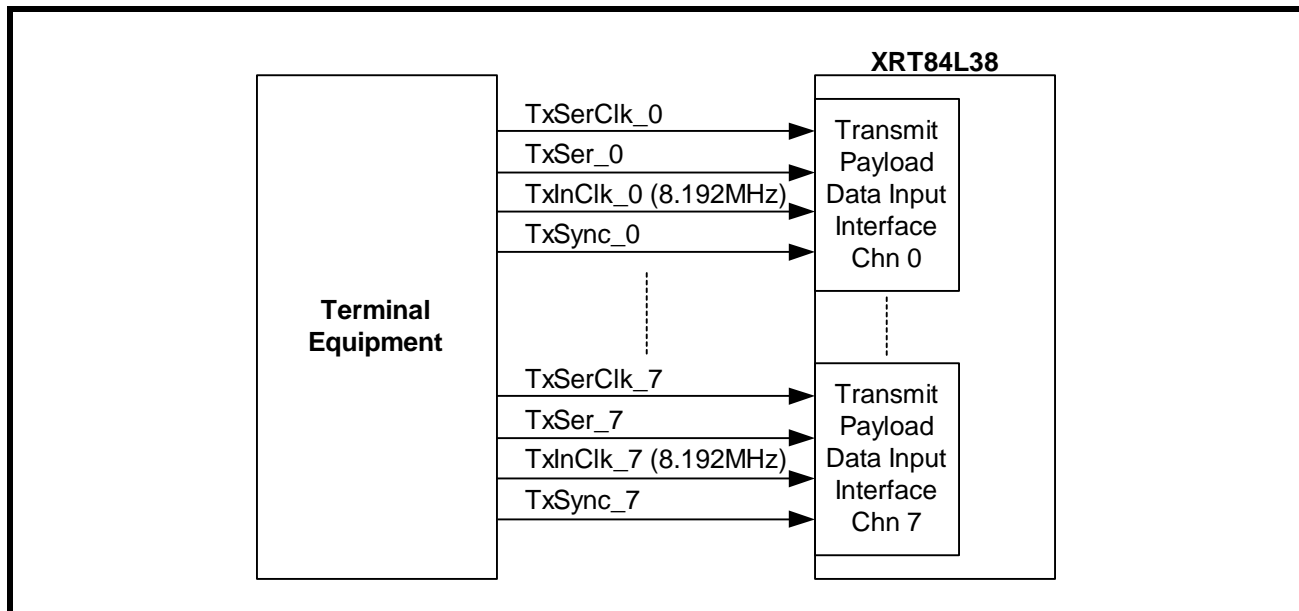 XRT84L38
TxSerClk_0
TxSer_0
TxInClk_0 (8.192MHz)
TxSync_0
Transmit
Payload
Data Input
Interface
Chn 0
Terminal
Equipment
TxSerClk_7
TxSer_7
TxInClk_7 (8.192MHz)
TxSync_7
Transmit
Payload
Data Input
Interface
Chn 7